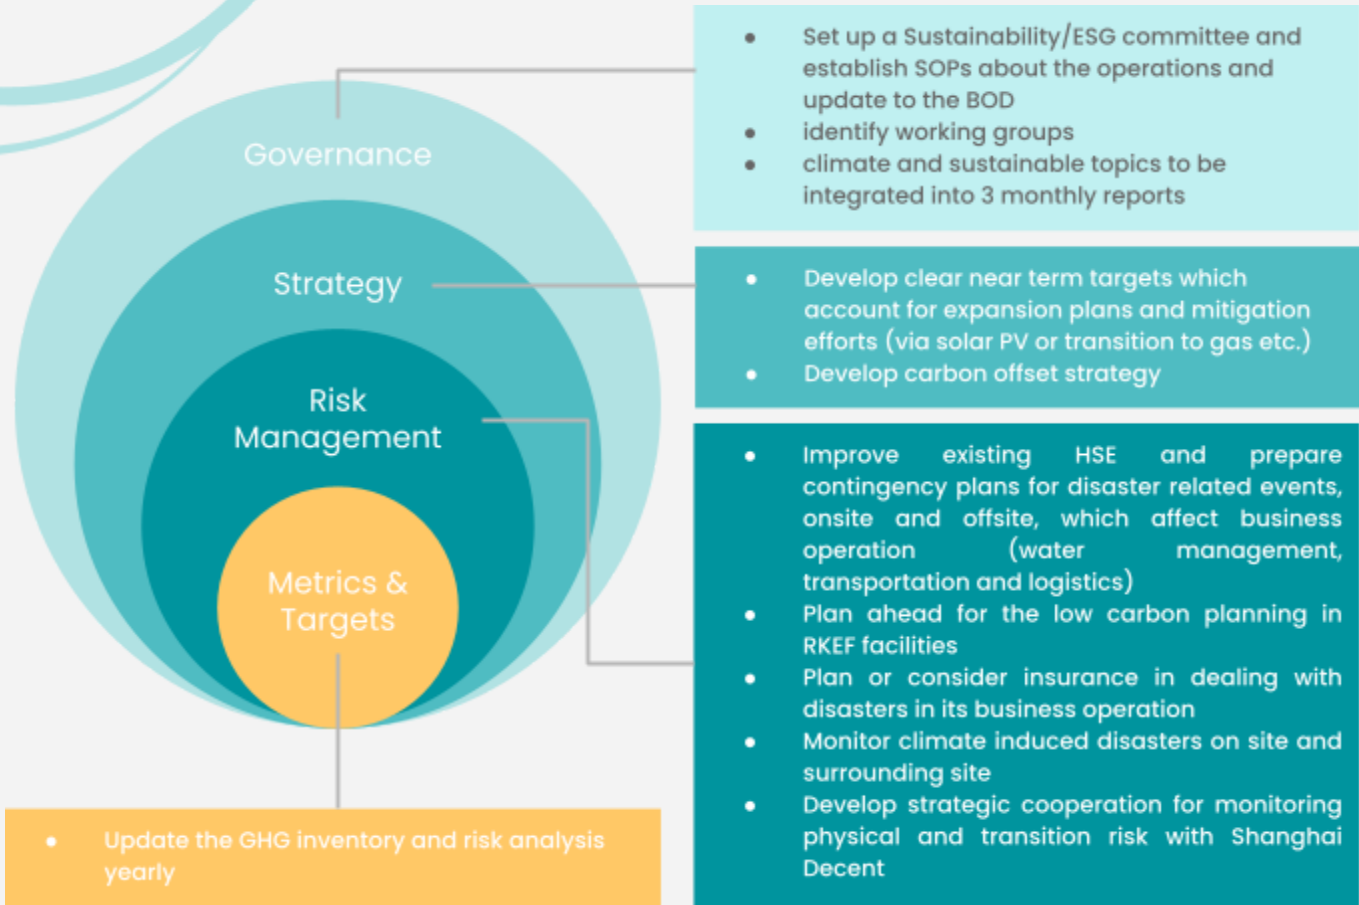 Governance
Strategy
Risk
Management
Metrics &
Targets
• Set up a Sustainability/ESG committee and
establish SOPs about the operations and
update to the BOD
• identify working groups
• climate and sustainable topics to be
integrated into 3 monthly reports
• Develop clear near term targets which
account for expansion plans and mitigation
efforts (via solar PV or transition to gas etc.)
• Develop carbon offset strategy
• Improve existing HSE and prepare
contingency plans for disaster related events,
onsite and offsite, which affect business
operation (water management,
transportation and logistics)
• Plan ahead for the low carbon planning in
RKEF facilities
• Plan or consider insurance in dealing with
disasters in its business operation
• Monitor climate induced disasters on site and
surrounding site
• Develop strategic cooperation for monitoring
physical and transition risk with Shanghai
Decent
• Update the GHG inventory and risk analysis
yearly